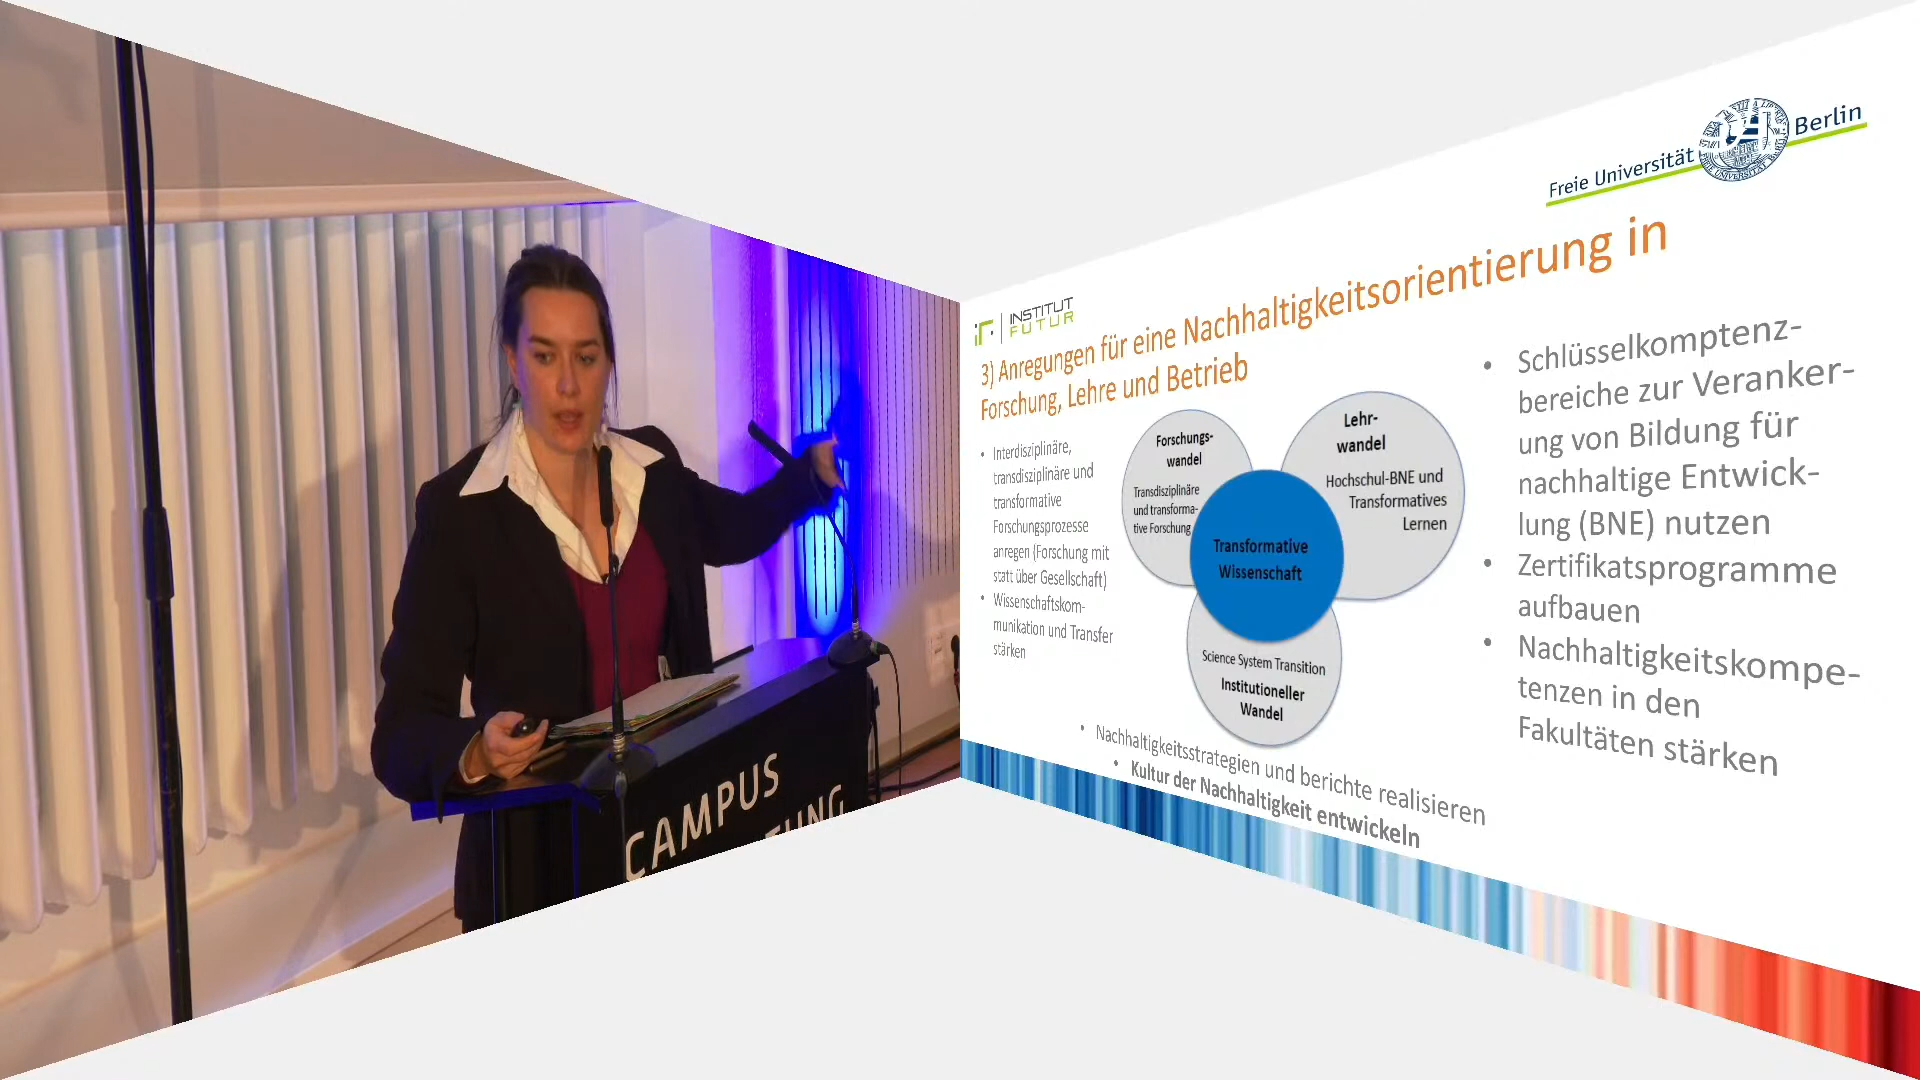 CAMPUS
Freie Universität Berlin
INSTITUT
FUTUR
3) Anregungen für eine Nachhaltigkeitsorientierung in
Forschung, Lehre und Betrieb
• Interdisziplinäre,
transdisziplinäre und
transformative
Forschungsprozesse
anregen (Forschung mit
statt über Gesellschaft)
• Wissenschaftskom-
munikation und Transfer
stärken
Forschungs-
wandel
Transdisziplinäre
und transforma-
tive Forschung
Lehr-
wandel
Hochschul-BNE und
Transformatives
Lernen
Transformative
Wissenschaft
Science System Transition
Institutioneller
Wandel
• Nachhaltigkeitsstrategien und berichte realisieren
• Kultur der Nachhaltigkeit entwickeln
• Schlüsselkomptenz-
bereiche zur Veranker-
ung von Bildung für
nachhaltige Entwick-
lung (BNE) nutzen
• Zertifikatsprogramme
aufbauen
• Nachhaltigkeitskompe-
tenzen in den
Fakultäten stärken